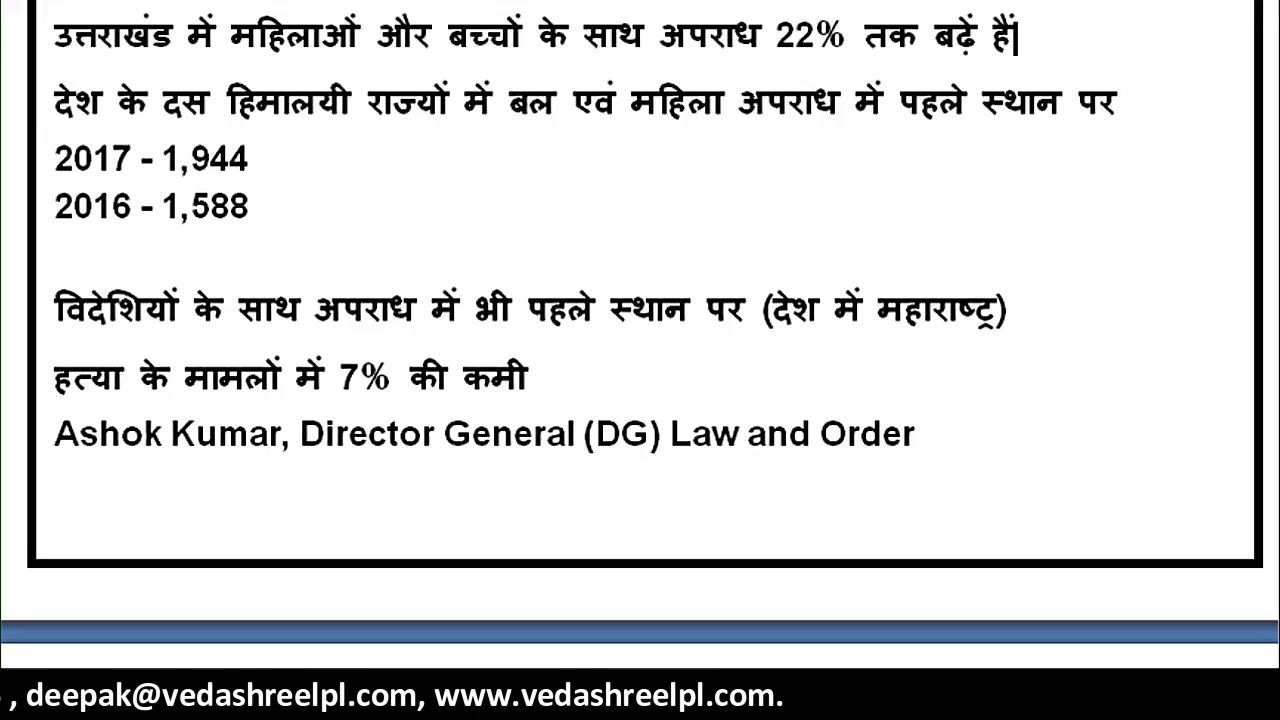 उत्तराखंड में महिलाओं और बच्चों के साथ अपराध 22% तक बढ़ें हैं|
देश के दस हिमालयी राज्यों में बल एवं महिला अपराध में पहले स्थान पर
2017 - 1,944
2016 - 1,588
विदेशियों के साथ अपराध में भी पहले स्थान पर (देश में महाराष्ट्र)
हत्या के मामलों में 7% की कमी
Ashok Kumar, Director General (DG) Law and Order
, deepak@vedashreelpl.com, www.vedashreelpl.com.